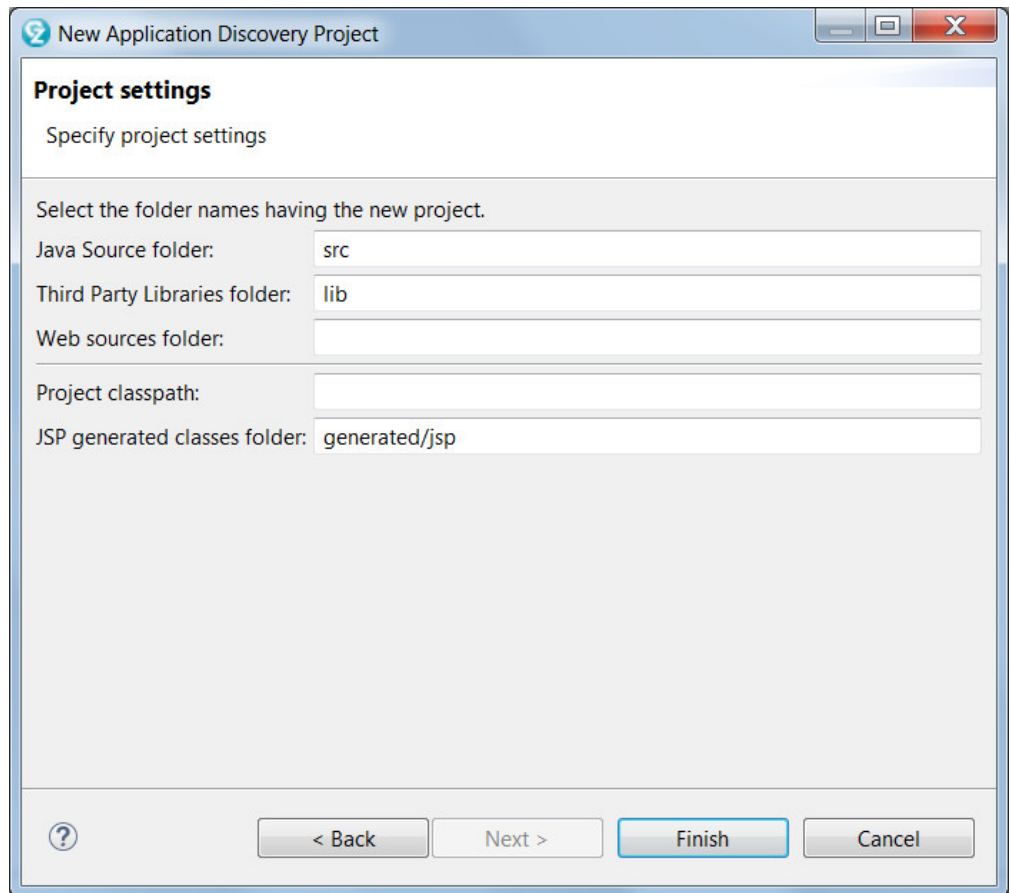 New Application Discovery Project
Project settings
Specify project settings
Select the folder names having the new project.
Java Source folder: src
Third Party Libraries folder: lib
Web sources folder:
Project classpath:
JSP generated classes folder: generated/jsp
? < Back Next > Finish Cancel